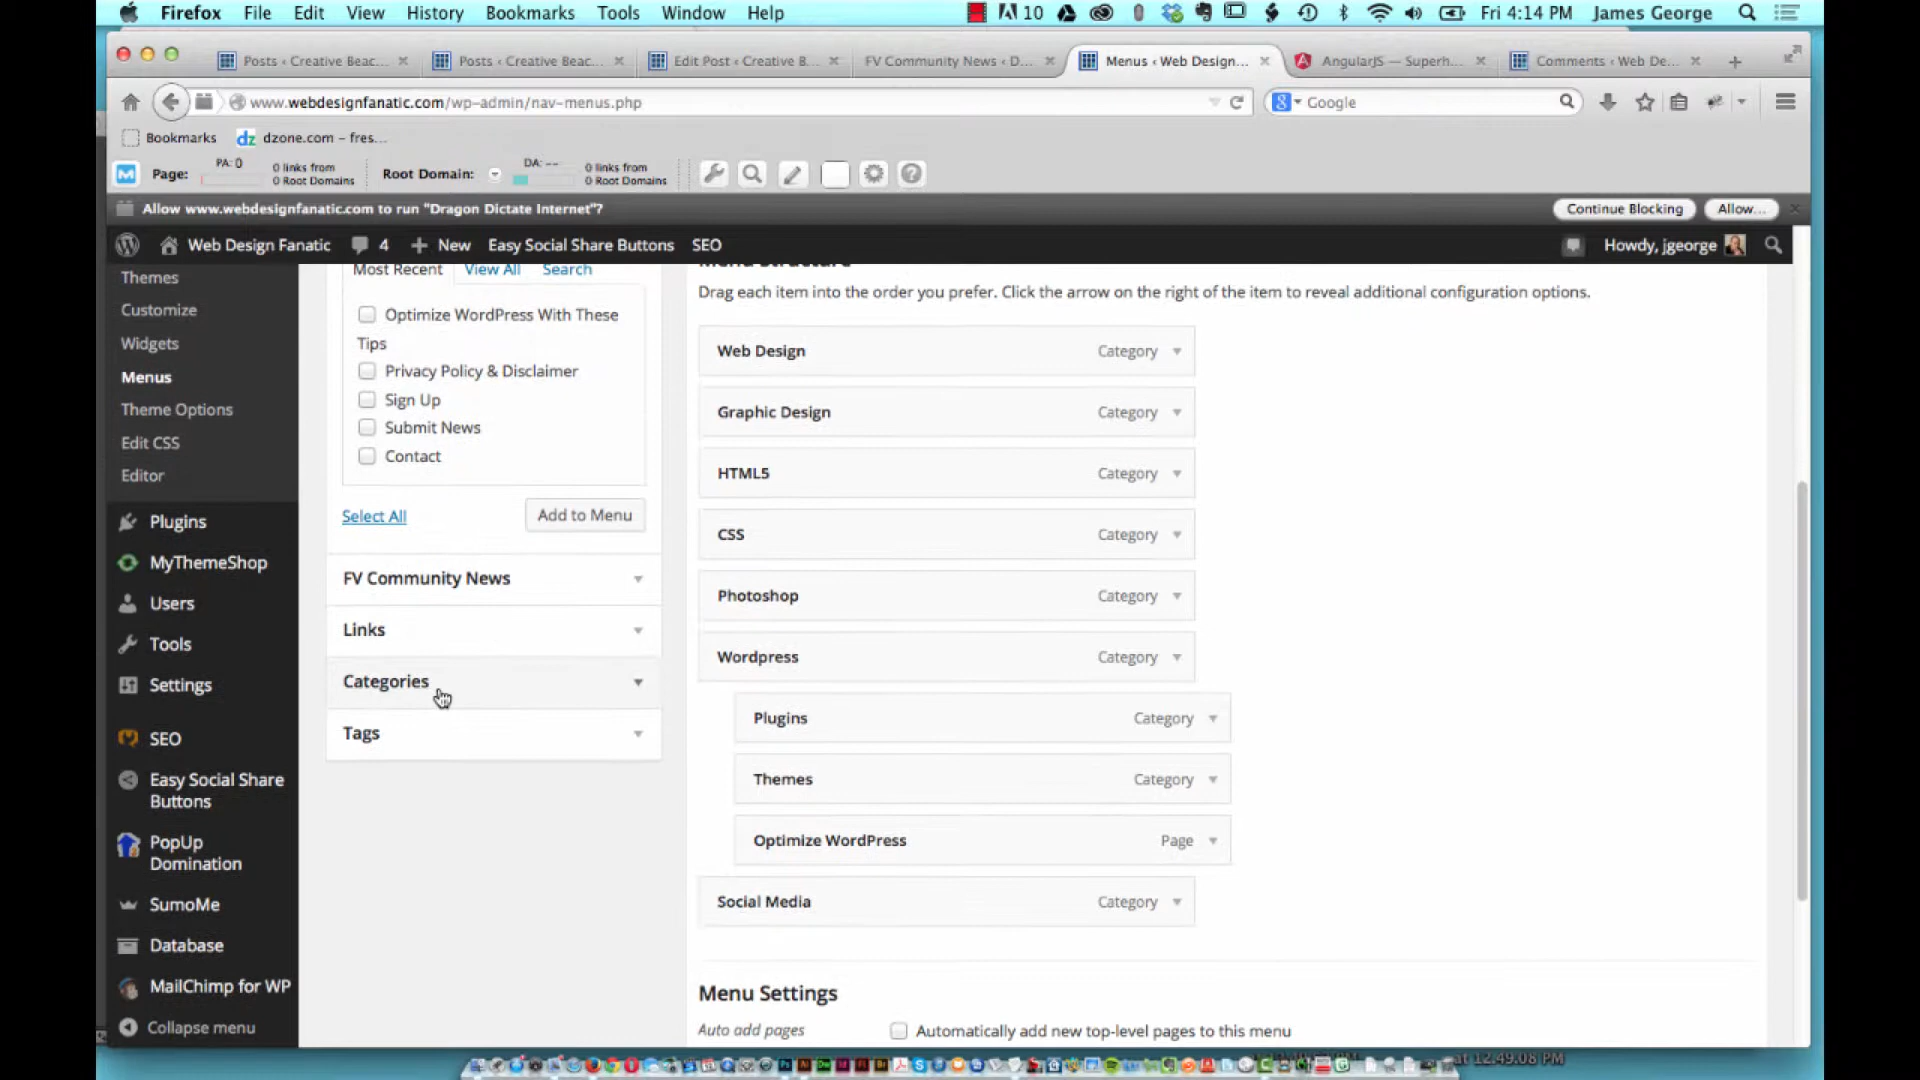 Firefox File Edit View History Bookmarks Tools Window Help 10 Fri 4:14 PM James George
Posts ‹ Creative Beac... Posts ‹ Creative Beac... Edit Post ‹ Creative B... FV Community News ‹ D... Menus ‹ Web Design... AngularJS — Superh... Comments ‹ Web De...
www.webdesignfanatic.com/wp-admin/nav-menus.php Google
Bookmarks dz dzone.com – fres...
M Page: PA: 0 0 links from 0 Root Domains Root Domain: DA: -- 0 links from 0 Root Domains
Allow www.webdesignfanatic.com to run "Dragon Dictate Internet"? Continue Blocking Allow...
Web Design Fanatic 4 + New Easy Social Share Buttons SEO Howdy, jgeorge
Themes
Customize
Widgets
Menus
Theme Options
Edit CSS
Editor
Plugins
MyThemeShop
Users
Tools
Settings
SEO
Easy Social Share
Buttons
PopUp
Domination
SumoMe
Database
MailChimp for WP
Collapse menu
Most Recent View All Search
Optimize WordPress With These
Tips
Privacy Policy & Disclaimer
Sign Up
Submit News
Contact
Select All Add to Menu
FV Community News
Links
Categories
Tags
Menu Structure
Drag each item into the order you prefer. Click the arrow on the right of the item to reveal additional configuration options.
Web Design Category
Graphic Design Category
HTML5 Category
CSS Category
Photoshop Category
Wordpress Category
Plugins Category
Themes Category
Optimize WordPress Page
Social Media Category
Menu Settings
Auto add pages Automatically add new top-level pages to this menu
at 12.49.08 PM